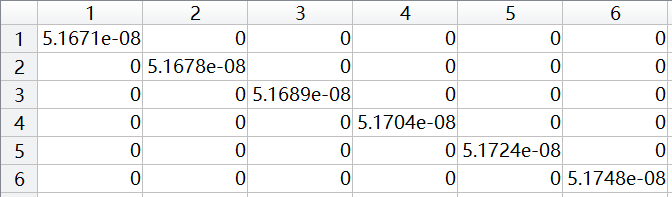 1 2 3 4 5 6
1 5.1671e-08 0 0 0 0 0
2 0 5.1678e-08 0 0 0 0
3 0 0 5.1689e-08 0 0 0
4 0 0 0 5.1704e-08 0 0
5 0 0 0 0 5.1724e-08 0
6 0 0 0 0 0 5.1748e-08